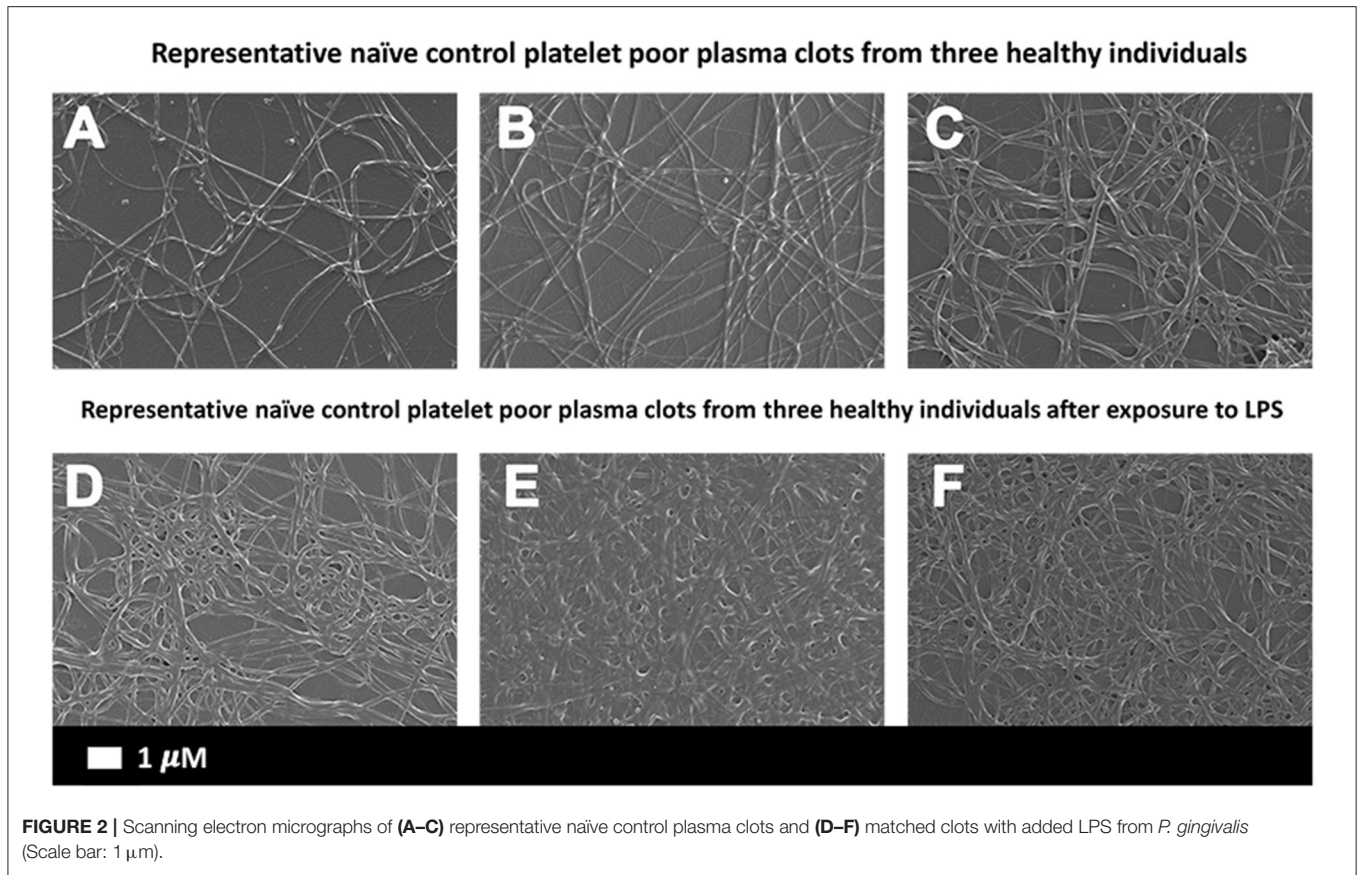 Representative naïve control platelet poor plasma clots from three healthy individuals
A
B
C
Representative naïve control platelet poor plasma clots from three healthy individuals after exposure to LPS
D
E
F
1 μM
FIGURE 2 | Scanning electron micrographs of (A–C) representative naïve control plasma clots and (D–F) matched clots with added LPS from P. gingivalis
(Scale bar: 1 μm).